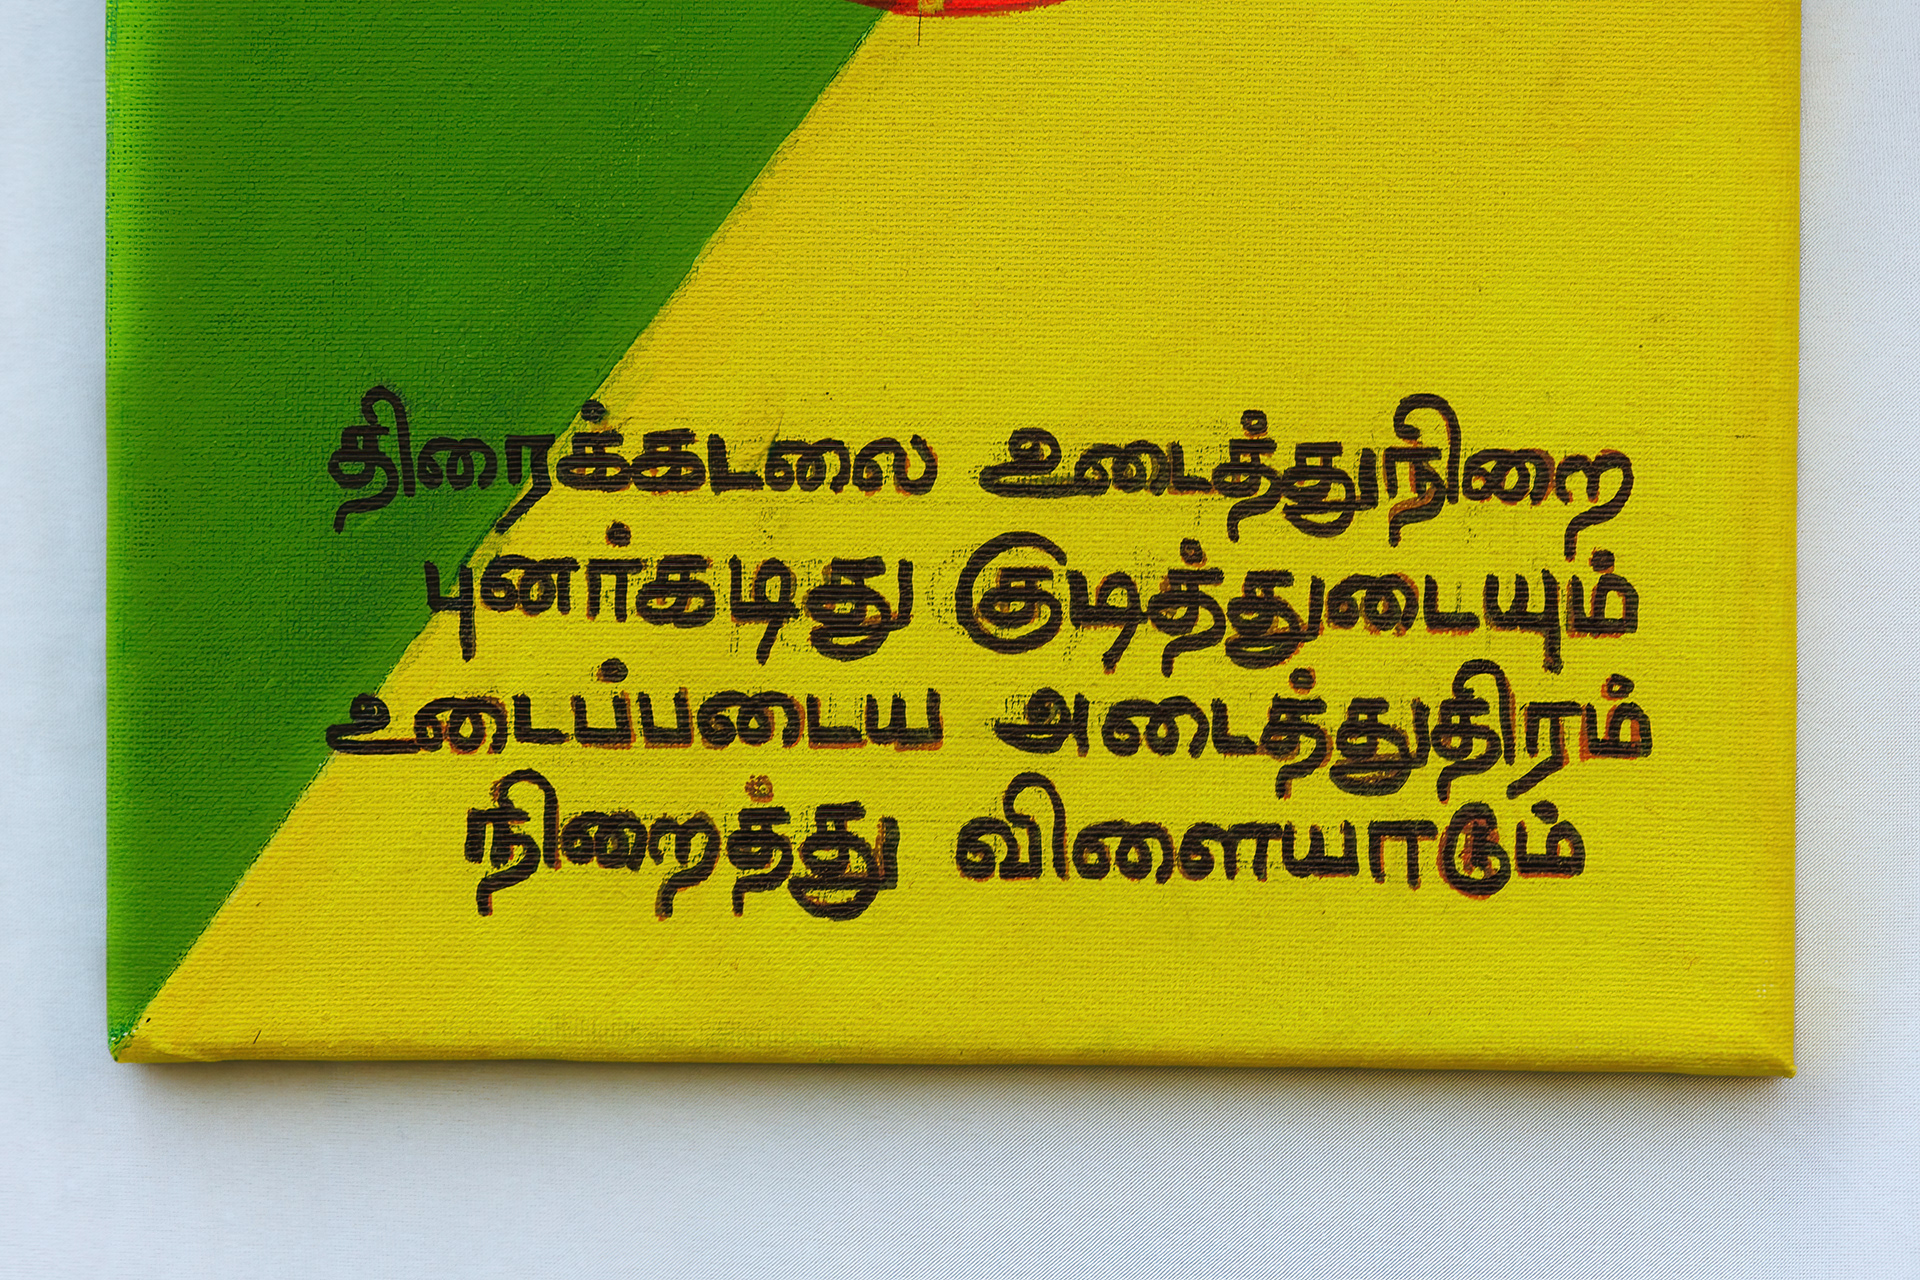 திரைக்கடலை உடைத்துநிறை
புனர்கடிது குடித்துடையும்
உடைப்படைய அடைத்துதிரம்
நிறைத்து விளையாடும்